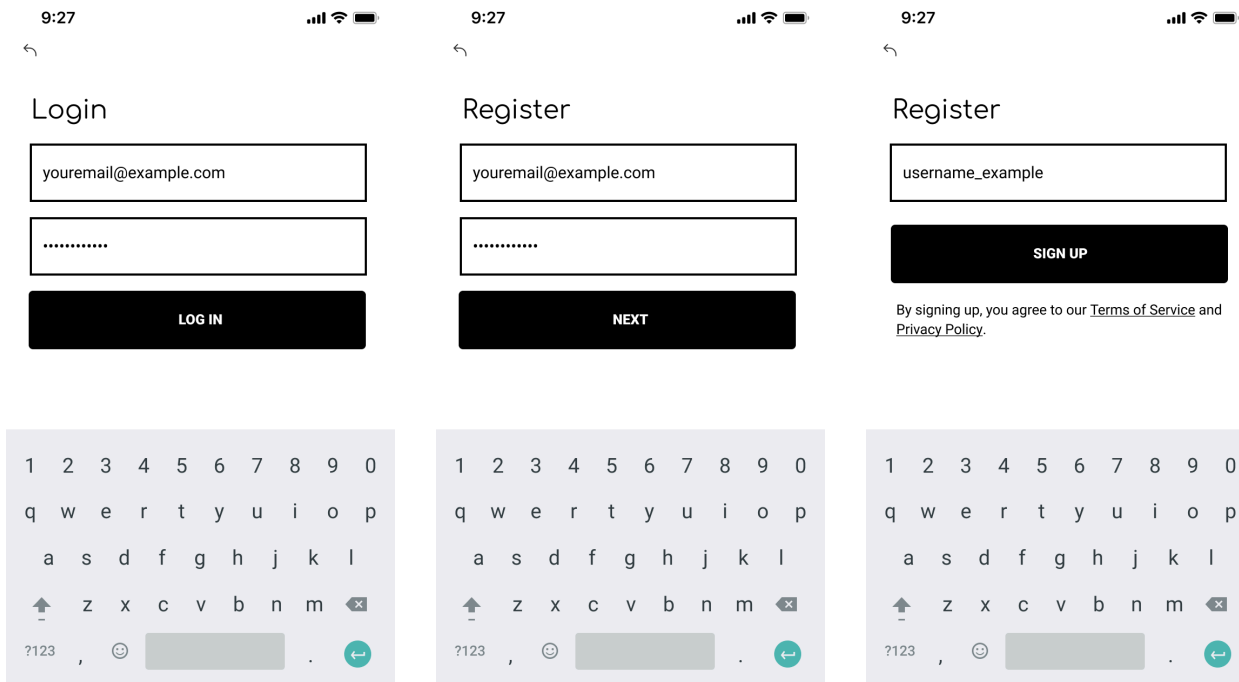 9:27
Login
youremail@example.com
••••••••••••
LOG IN
1 2 3 4 5 6 7 8 9 0
q w e r t y u i o p
a s d f g h j k l
z x c v b n m
?123 , .
9:27
Register
youremail@example.com
••••••••••••
NEXT
1 2 3 4 5 6 7 8 9 0
q w e r t y u i o p
a s d f g h j k l
z x c v b n m
?123 , .
9:27
Register
username_example
SIGN UP
By signing up, you agree to our Terms of Service and
Privacy Policy.
1 2 3 4 5 6 7 8 9 0
q w e r t y u i o p
a s d f g h j k l
z x c v b n m
?123 , .